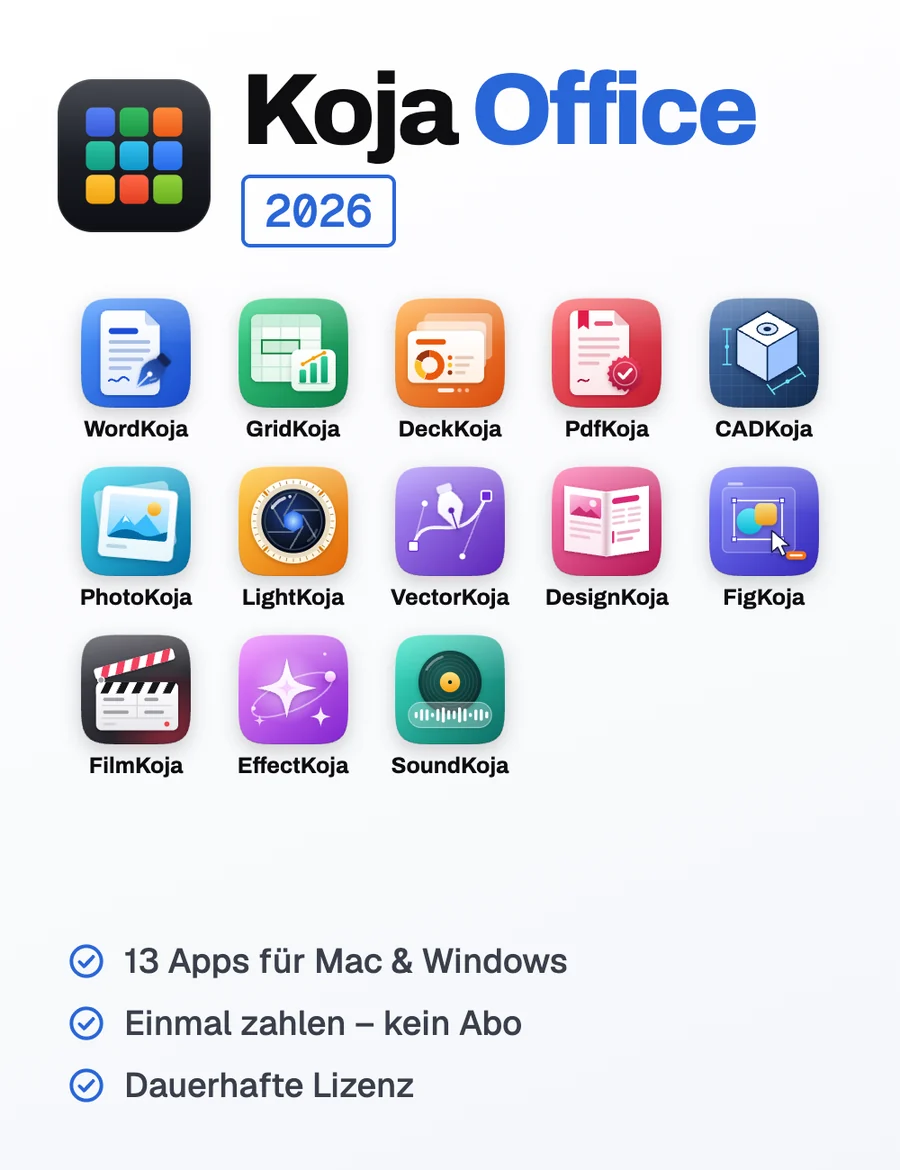 Koja Office
2026
WordKoja GridKoja DeckKoja PdfKoja CADKoja
PhotoKoja LightKoja VectorKoja DesignKoja FigKoja
FilmKoja EffectKoja SoundKoja
13 Apps für Mac & Windows
Einmal zahlen – kein Abo
Dauerhafte Lizenz